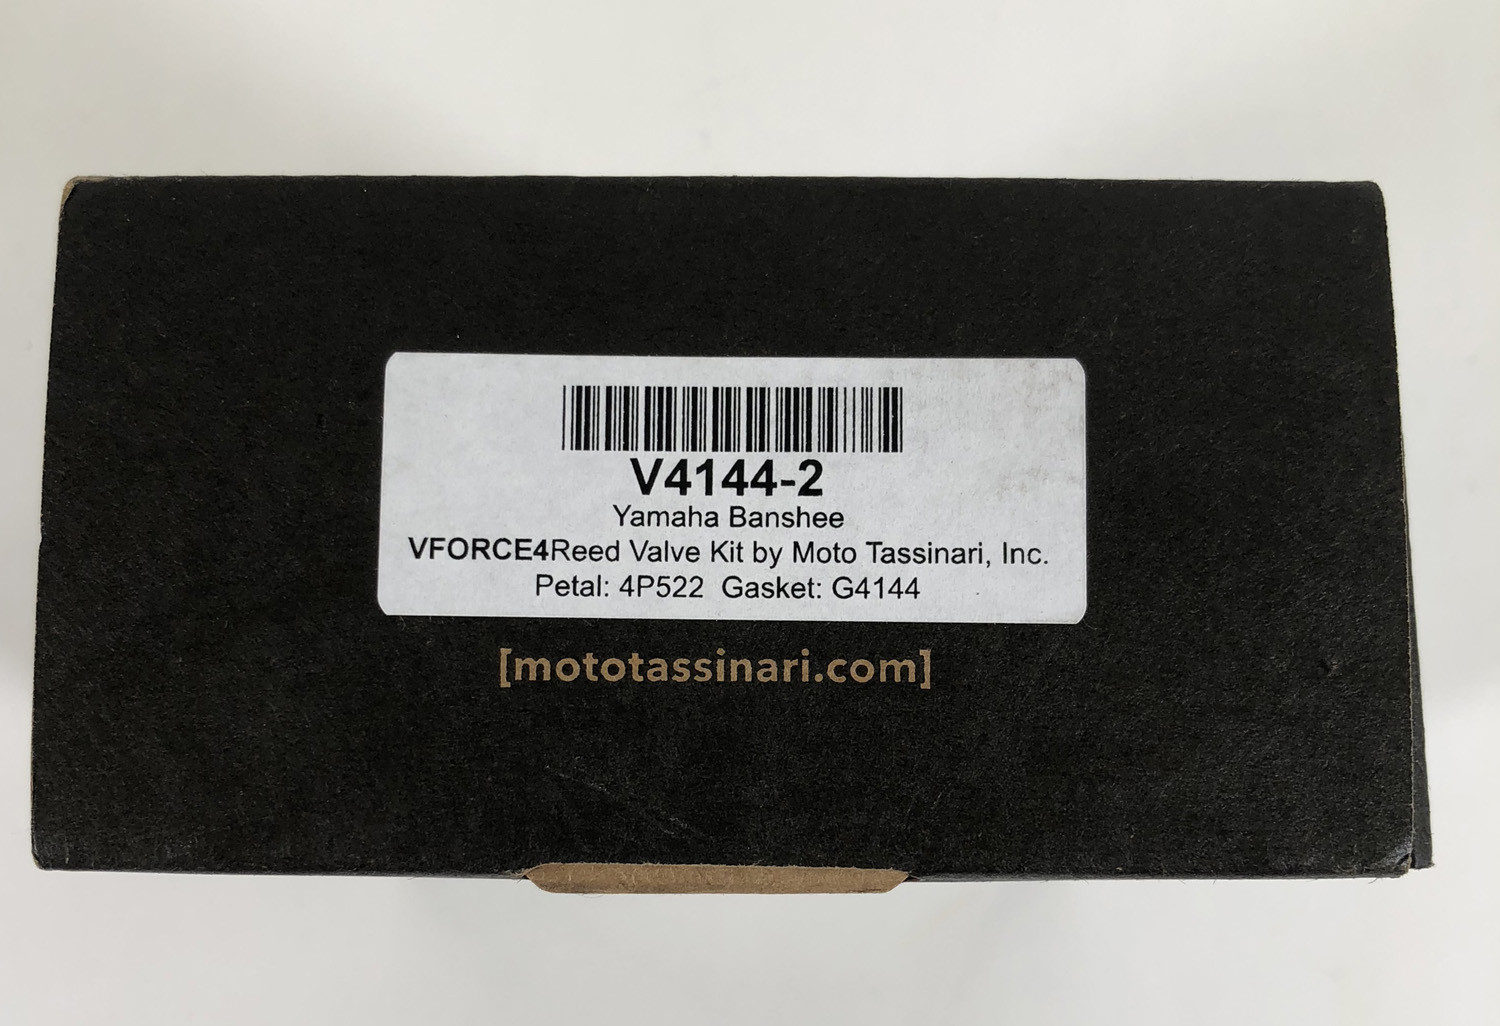 V4144-2
Yamaha Banshee
VFORCE4Reed Valve Kit by Moto Tassinari, Inc.
Petal: 4P522 Gasket: G4144
[mototassinari.com]